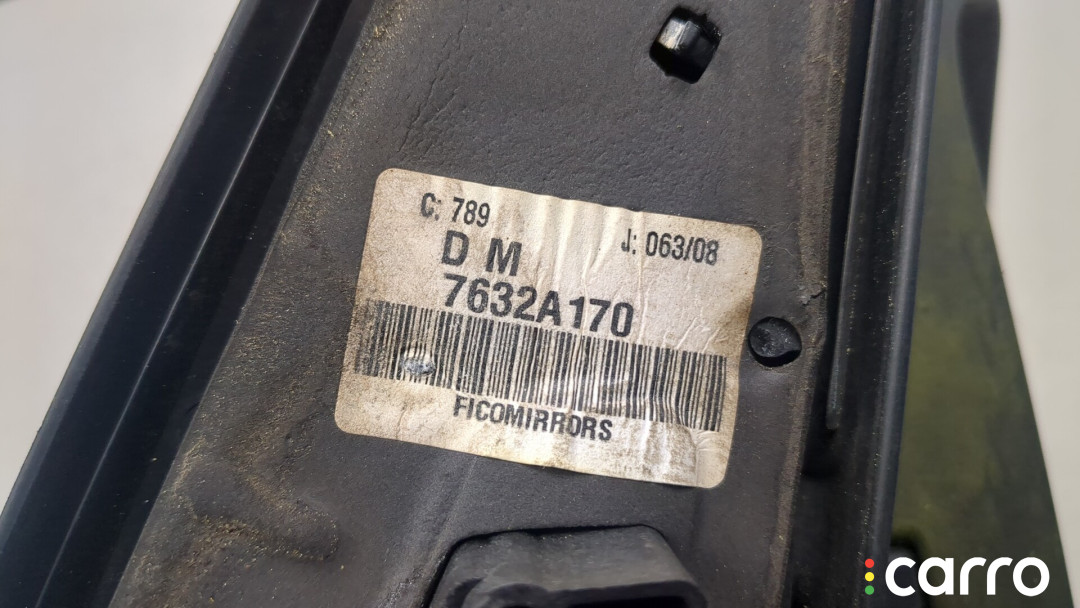 C: 789
J: 063/08
D M
7632A170
FICOMIRRORS
carro